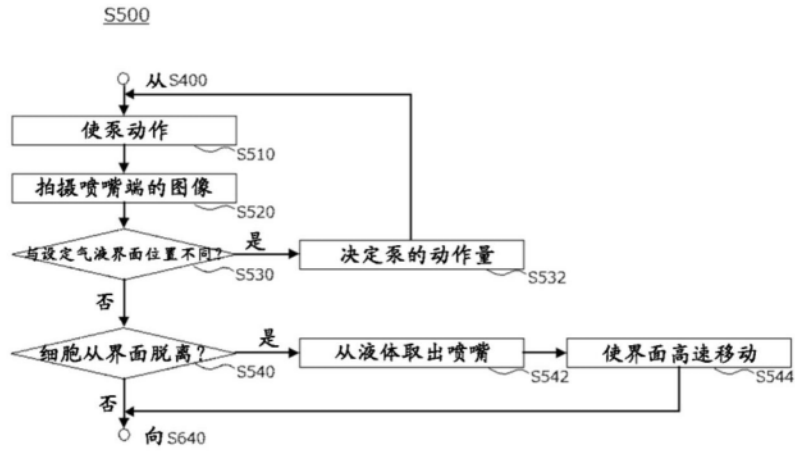 S500
从S400
使泵动作
S510
拍摄喷嘴端的图像
S520
与设定气液界面位置不同?
是
S530
决定泵的动作量
S532
否
细胞从界面脱离?
是
S540
从液体取出喷嘴
S542
使界面高速移动
S544
否
向S640